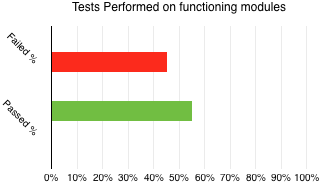 Tests Performed on functioning modules
Failed %
Passed %
0% 10% 20% 30% 40% 50% 60% 70% 80% 90% 100%